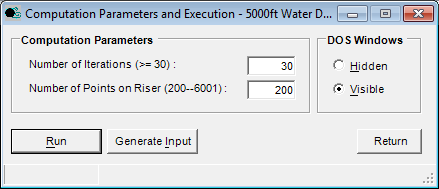 Computation Parameters and Execution - 5000ft Water D...
Computation Parameters
DOS Windows
Number of Iterations (>= 30) :
30
Hidden
Number of Points on Riser (200--6001) :
200
Visible
Run
Generate Input
Return